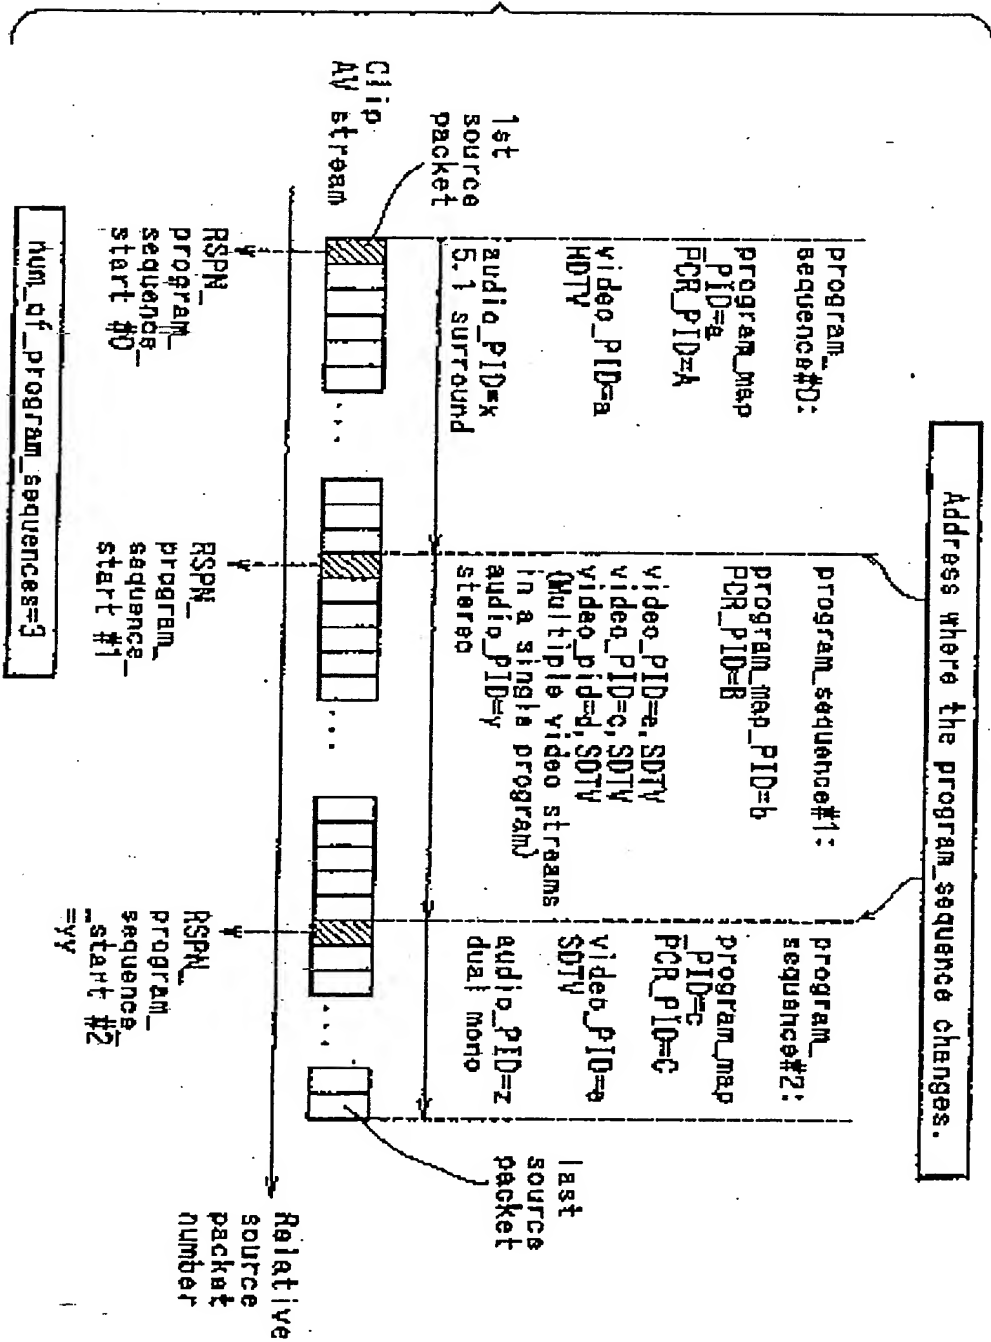 Address where the program_sequence changes.
program_
sequence#0:
program_map
_PID=a
PCR_PID=A
video_PID=a
HDTV
audio_PID=x
5.1 surround
program_sequence#1:
program_map_PID=b
PCR_PID=B
video_PID=e,SDTV
video_PID=c,SDTV
video_pid=d,SDTV
(Multiple video streams
in a single program)
audio_PID=y
stereo
program_
sequence#2:
program_map
_PID=c
PCR_PID=C
video_PID=e
SDTV
audio_PID=z
dual mono
1st
source
packet
last
source
packet
Clip
AV stream
...
...
...
Relative
source
packet
number
RSPN_
program_
sequence_
start #0
RSPN_
program_
sequence_
start #1
RSPN_
program_
sequence
_start #2
=yy
num_of_program_sequences=3